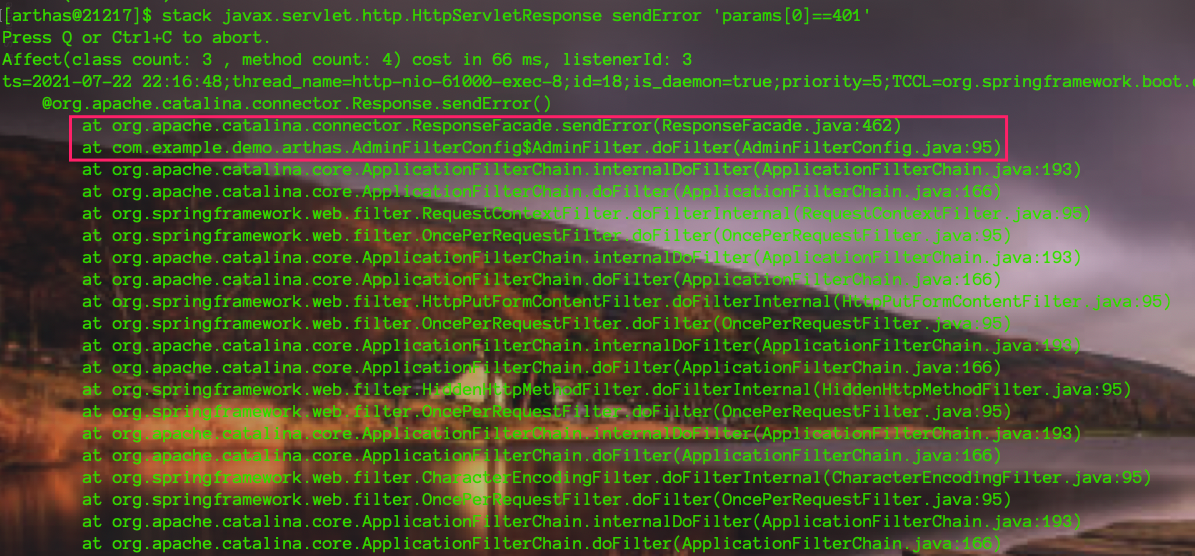 [arthas@21217]$ stack javax.servlet.http.HttpServletResponse sendError 'params[0]==401'
Press Q or Ctrl+C to abort.
Affect(class count: 3 , method count: 4) cost in 66 ms, listenerId: 3
ts=2021-07-22 22:16:48;thread_name=http-nio-61000-exec-8;id=18;is_daemon=true;priority=5;TCCL=org.springframework.boot.
@org.apache.catalina.connector.Response.sendError()
at org.apache.catalina.connector.ResponseFacade.sendError(ResponseFacade.java:462)
at com.example.demo.arthas.AdminFilterConfig$AdminFilter.doFilter(AdminFilterConfig.java:95)
at org.apache.catalina.core.ApplicationFilterChain.internalDoFilter(ApplicationFilterChain.java:193)
at org.apache.catalina.core.ApplicationFilterChain.doFilter(ApplicationFilterChain.java:166)
at org.springframework.web.filter.RequestContextFilter.doFilterInternal(RequestContextFilter.java:95)
at org.springframework.web.filter.OncePerRequestFilter.doFilter(OncePerRequestFilter.java:95)
at org.apache.catalina.core.ApplicationFilterChain.internalDoFilter(ApplicationFilterChain.java:193)
at org.apache.catalina.core.ApplicationFilterChain.doFilter(ApplicationFilterChain.java:166)
at org.springframework.web.filter.HttpPutFormContentFilter.doFilterInternal(HttpPutFormContentFilter.java:95)
at org.springframework.web.filter.OncePerRequestFilter.doFilter(OncePerRequestFilter.java:95)
at org.apache.catalina.core.ApplicationFilterChain.internalDoFilter(ApplicationFilterChain.java:193)
at org.apache.catalina.core.ApplicationFilterChain.doFilter(ApplicationFilterChain.java:166)
at org.springframework.web.filter.HiddenHttpMethodFilter.doFilterInternal(HiddenHttpMethodFilter.java:95)
at org.springframework.web.filter.OncePerRequestFilter.doFilter(OncePerRequestFilter.java:95)
at org.apache.catalina.core.ApplicationFilterChain.internalDoFilter(ApplicationFilterChain.java:193)
at org.apache.catalina.core.ApplicationFilterChain.doFilter(ApplicationFilterChain.java:166)
at org.springframework.web.filter.CharacterEncodingFilter.doFilterInternal(CharacterEncodingFilter.java:95)
at org.springframework.web.filter.OncePerRequestFilter.doFilter(OncePerRequestFilter.java:95)
at org.apache.catalina.core.ApplicationFilterChain.internalDoFilter(ApplicationFilterChain.java:193)
at org.apache.catalina.core.ApplicationFilterChain.doFilter(ApplicationFilterChain.java:166)